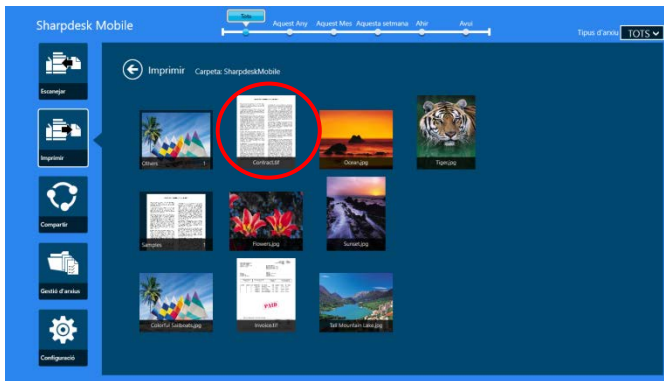 Sharpdesk Mobile
Tots
Aquest Any
Aquest Mes
Aquesta setmana
Ahir
Avui
Tipus d'arxiu
TOTS
Escanejar
Imprimir
Compartir
Gestió d'arxius
Configuració
Imprimir
Carpeta: SharpdeskMobile
Others 1
Contract.tif
Ocean.jpg
Tiger.jpg
Samples 1
Flowers.jpg
Sunset.jpg
Colorful Sailboats.jpg
Invoice.tif
Tall Mountain Lake.jpg